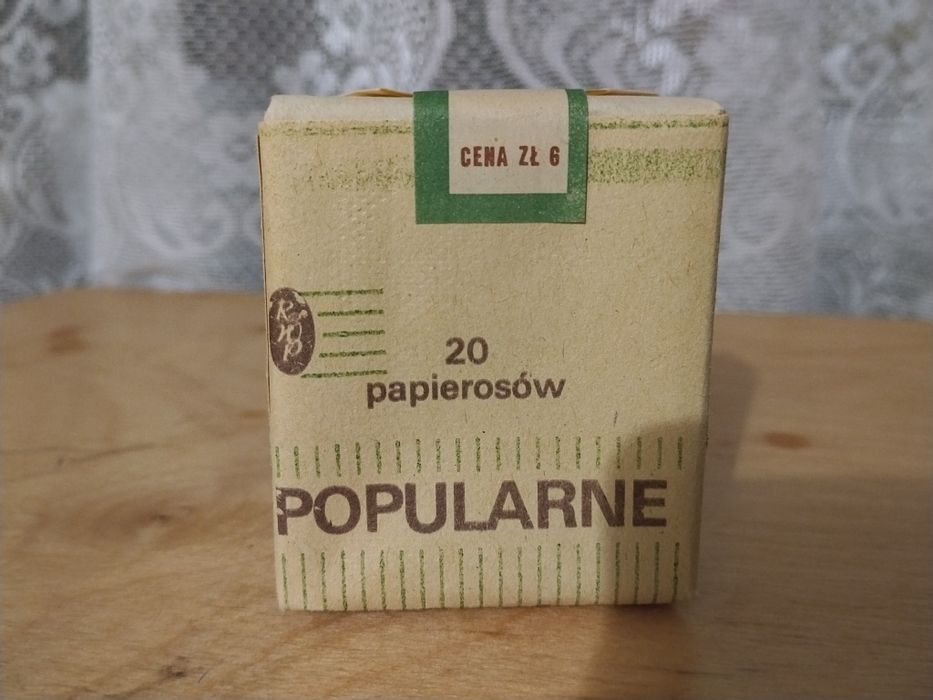 CENA ZŁ 6
20
papierosów
POPULARNE